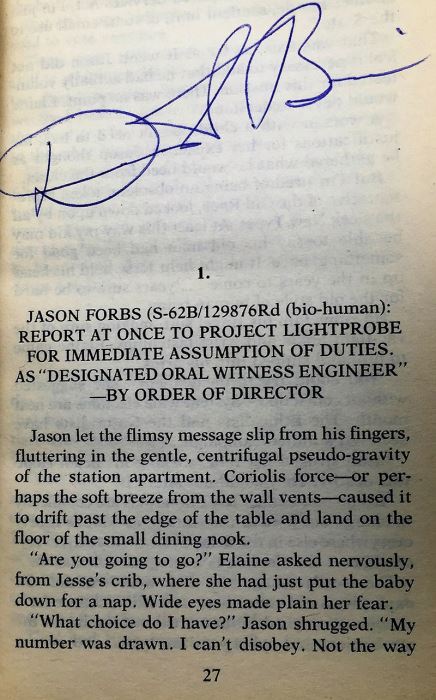 1.
JASON FORBS (S-62B/129876Rd (bio-human):
REPORT AT ONCE TO PROJECT LIGHTPROBE
FOR IMMEDIATE ASSUMPTION OF DUTIES.
AS “DESIGNATED ORAL WITNESS ENGINEER”
—BY ORDER OF DIRECTOR
Jason let the flimsy message slip from his fingers,
fluttering in the gentle, centrifugal pseudo-gravity
of the station apartment. Coriolis force—or per-
haps the soft breeze from the wall vents—caused it
to drift past the edge of the table and land on the
floor of the small dining nook.
“Are you going to go?” Elaine asked nervously,
from Jesse’s crib, where she had just put the baby
down for a nap. Wide eyes made plain her fear.
“What choice do I have?” Jason shrugged. “My
number was drawn. I can’t disobey. Not the way
27